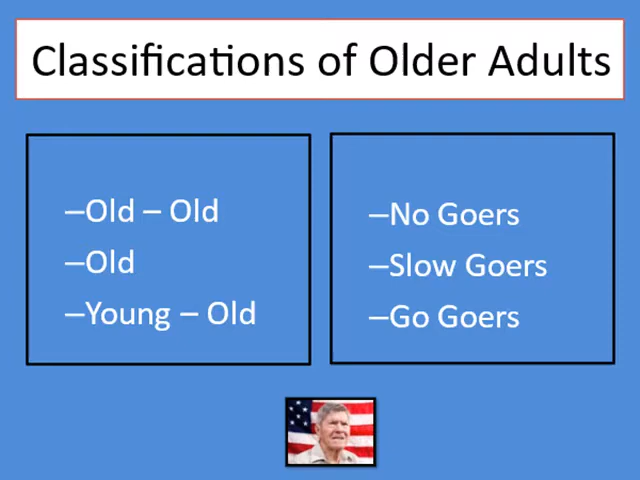 Classifications of Older Adults
–Old – Old
–Old
–Young – Old
–No Goers
–Slow Goers
–Go Goers